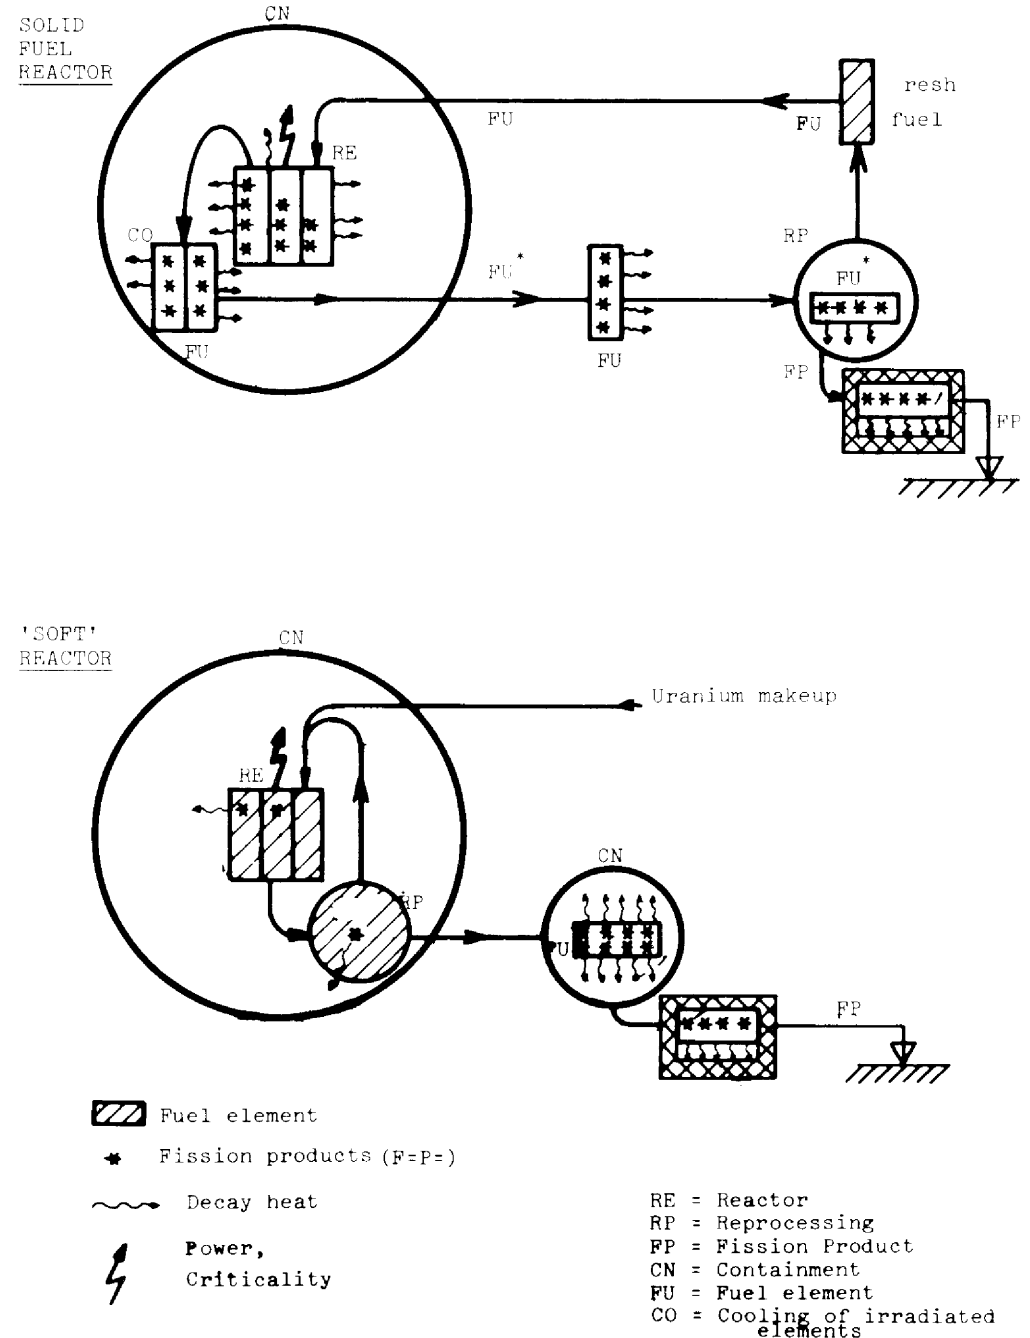 SOLID
FUEL
REACTOR
CN
resh
fuel
FU
FU
RE
CO
RP
FU*
FU*
FU
FU
FP
FP
'SOFT'
REACTOR
CN
Uranium makeup
RE
RP
CN
FU
FP
Fuel element
Fission products (F=P=)
Decay heat
Power,
Criticality
RE = Reactor
RP = Reprocessing
FP = Fission Product
CN = Containment
FU = Fuel element
CO = Cooling of irradiated
elements